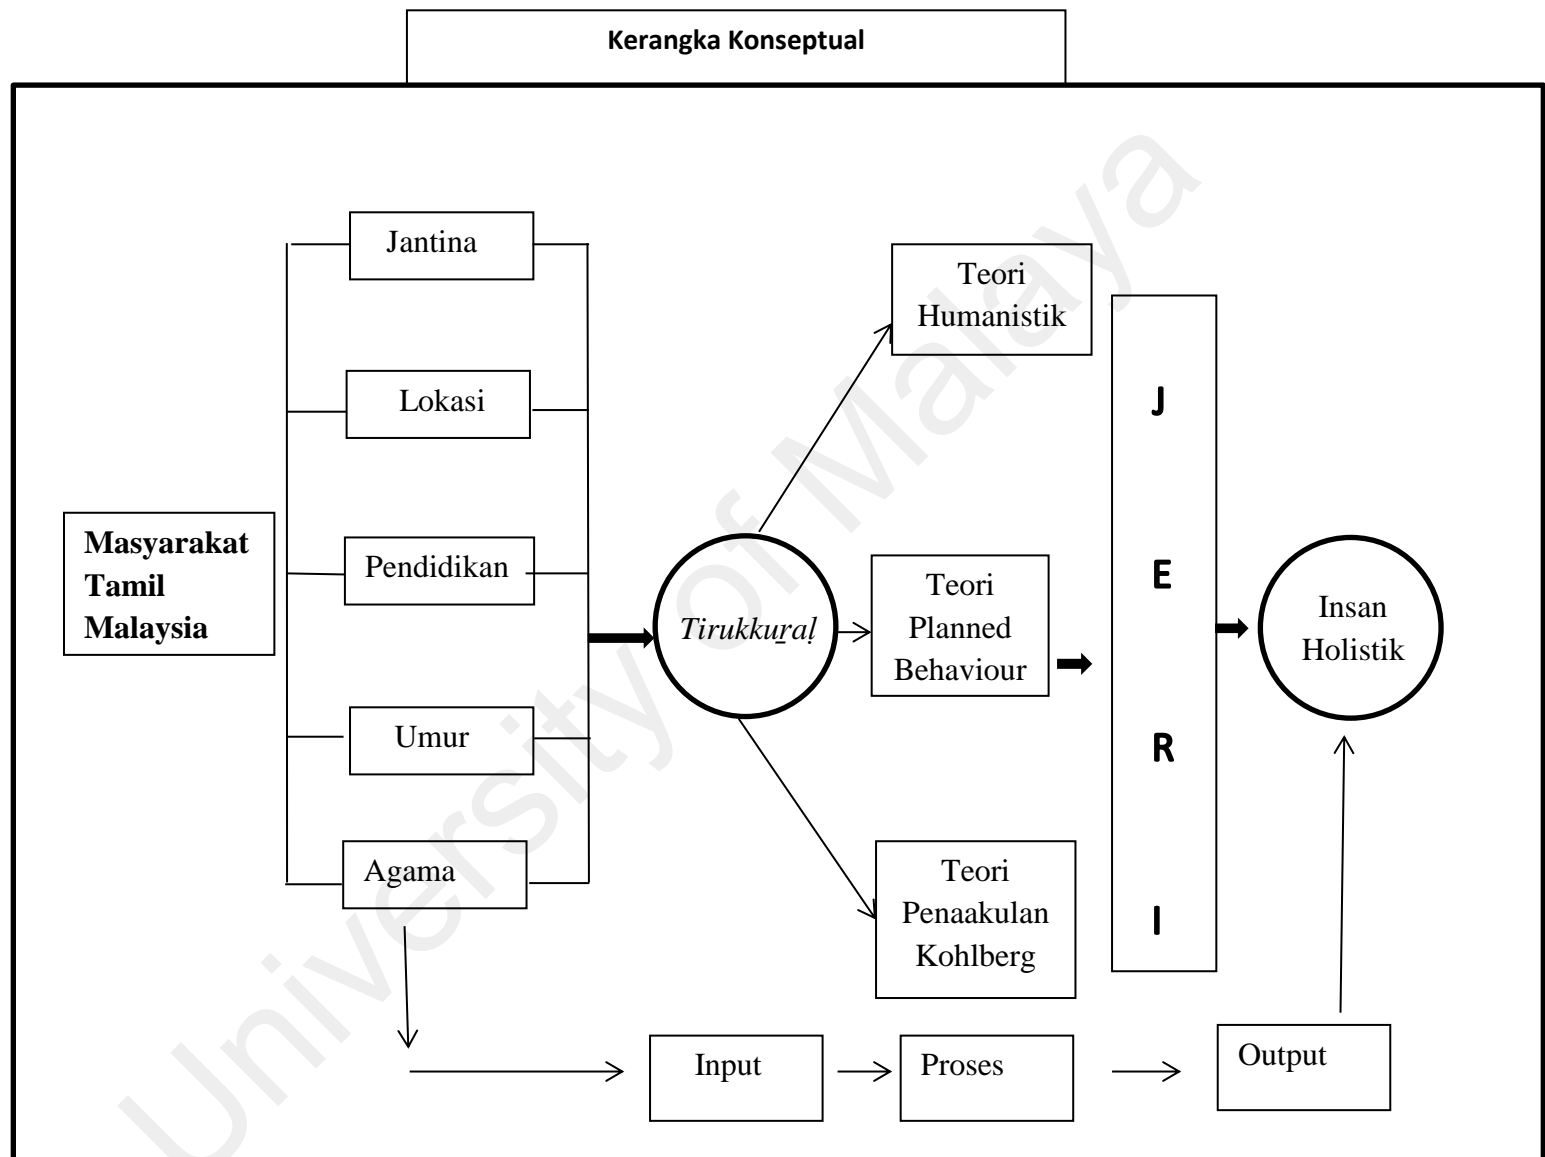 Kerangka Konseptual
Jantina
Lokasi
Pendidikan
Umur
Agama
Masyarakat
Tamil
Malaysia
Tirukkuṟaḷ
Teori
Humanistik
Teori
Planned
Behaviour
Teori
Penaakulan
Kohlberg
J
E
R
I
Insan
Holistik
Input
Proses
Output
University of Malaya